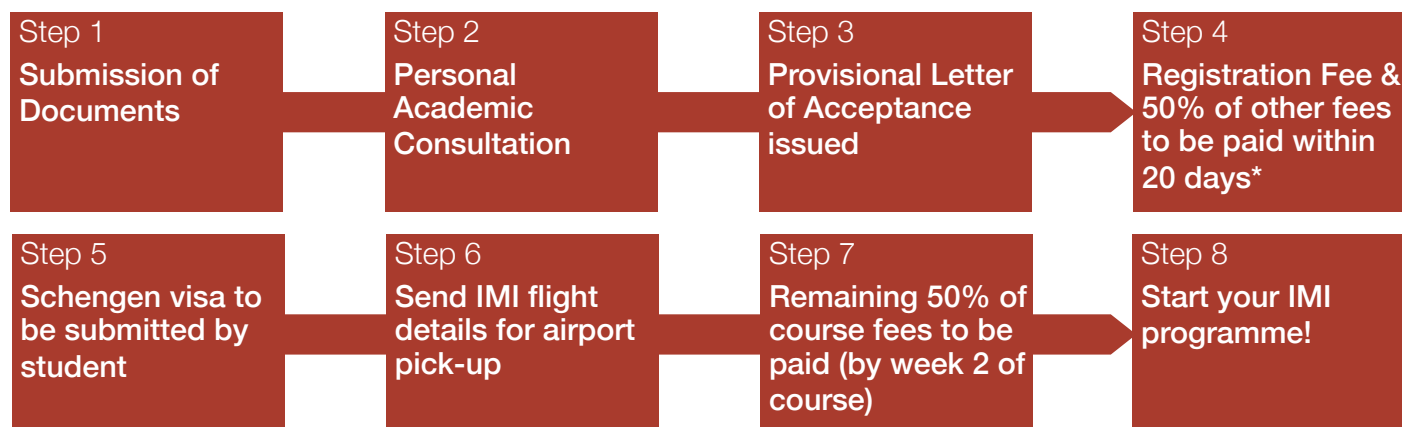 Step 1
Submission of
Documents
Step 2
Personal
Academic
Consultation
Step 3
Provisional Letter
of Acceptance
issued
Step 4
Registration Fee &
50% of other fees
to be paid within
20 days*
Step 5
Schengen visa to
be submitted by
student
Step 6
Send IMI flight
details for airport
pick-up
Step 7
Remaining 50% of
course fees to be
paid (by week 2 of
course)
Step 8
Start your IMI
programme!